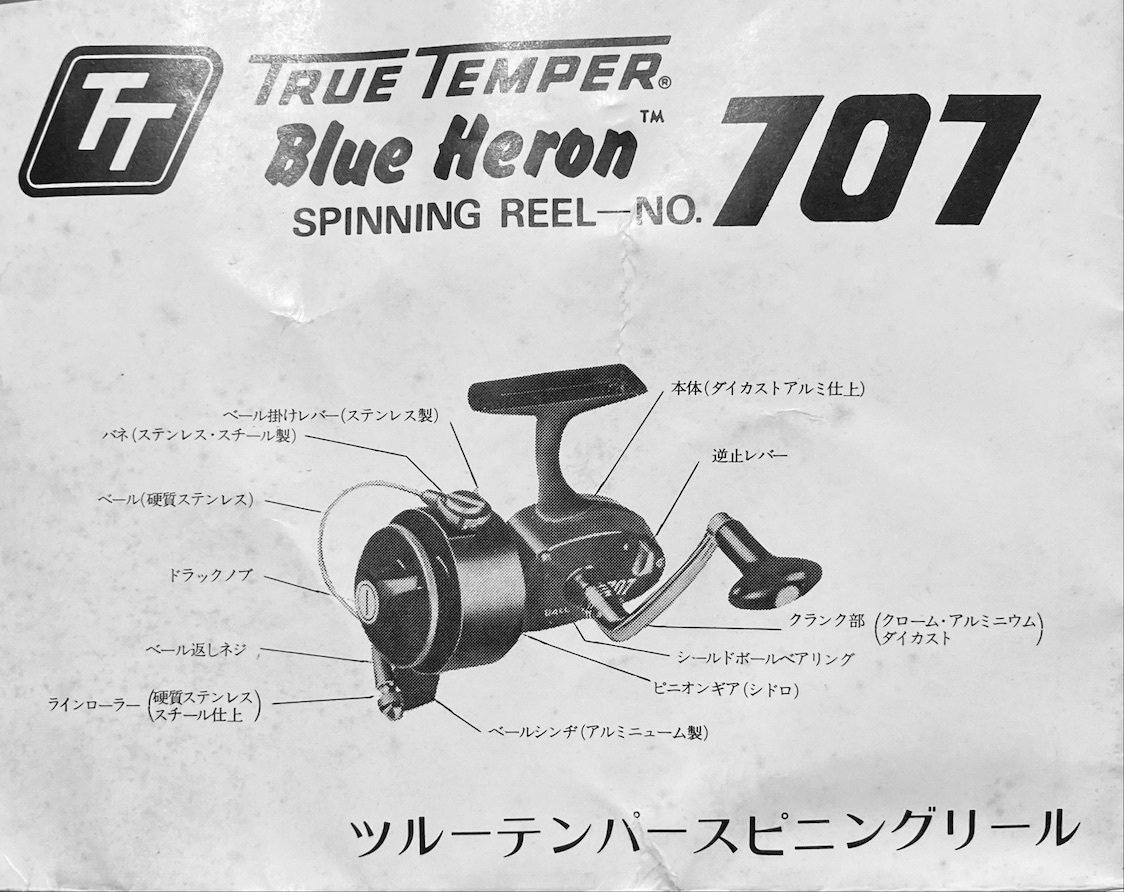 TT
TRUE TEMPER®
Blue Heron™
SPINNING REEL—NO. 707
本体(ダイカストアルミ仕上)
ベール掛けレバー(ステンレス製)
バネ(ステンレス・スチール製)
逆止レバー
ベール(硬質ステンレス)
ドラックノブ
707
クランク部(クローム・アルミニウム
ダイカスト)
ベール返しネジ
シールドボールベアリング
ピニオンギア(シドロ)
ラインローラー(硬質ステンレス
スチール仕上)
ベールシンヂ(アルミニューム製)
ツルーテンパースピニングリール